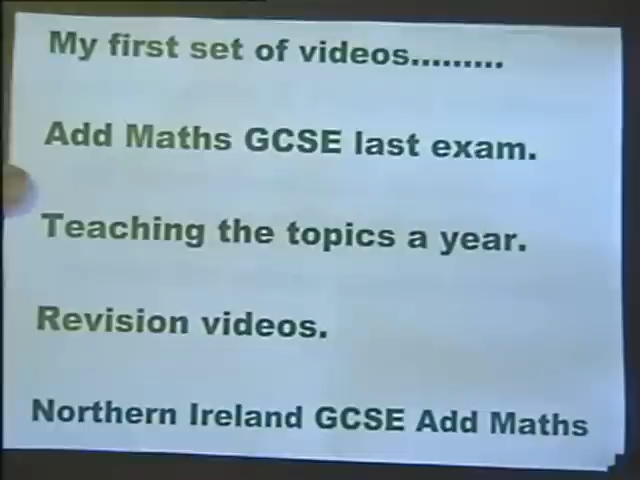 My first set of videos.........
Add Maths GCSE last exam.
Teaching the topics a year.
Revision videos.
Northern Ireland GCSE Add Maths